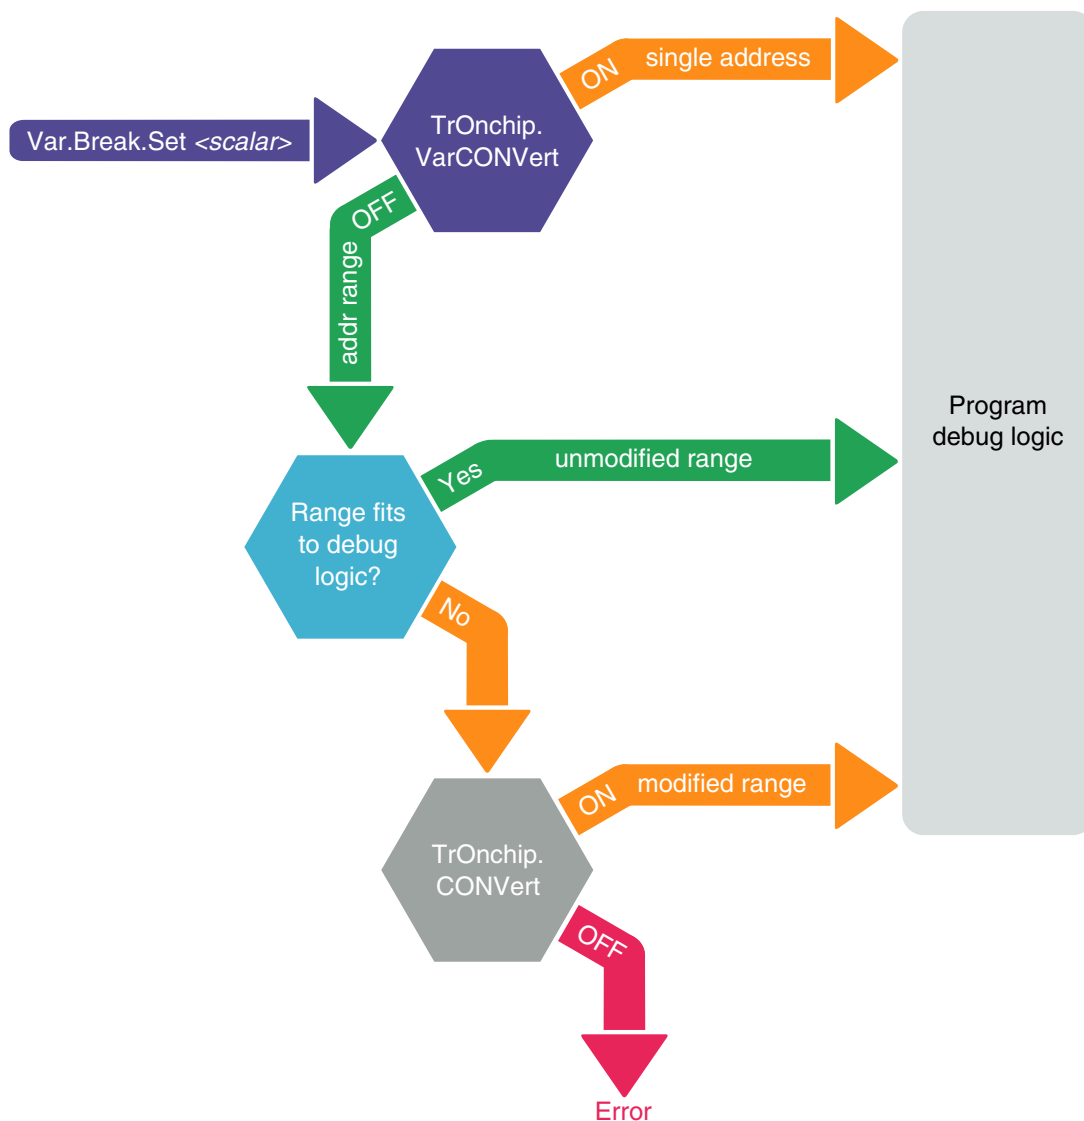 ON
single address
Var.Break.Set <scalar>
TrOnchip.
VarCONVert
OFF
addr range
Program
debug logic
Yes
unmodified range
Range fits
to debug
logic?
No
ON
modified range
TrOnchip.
CONVert
OFF
Error